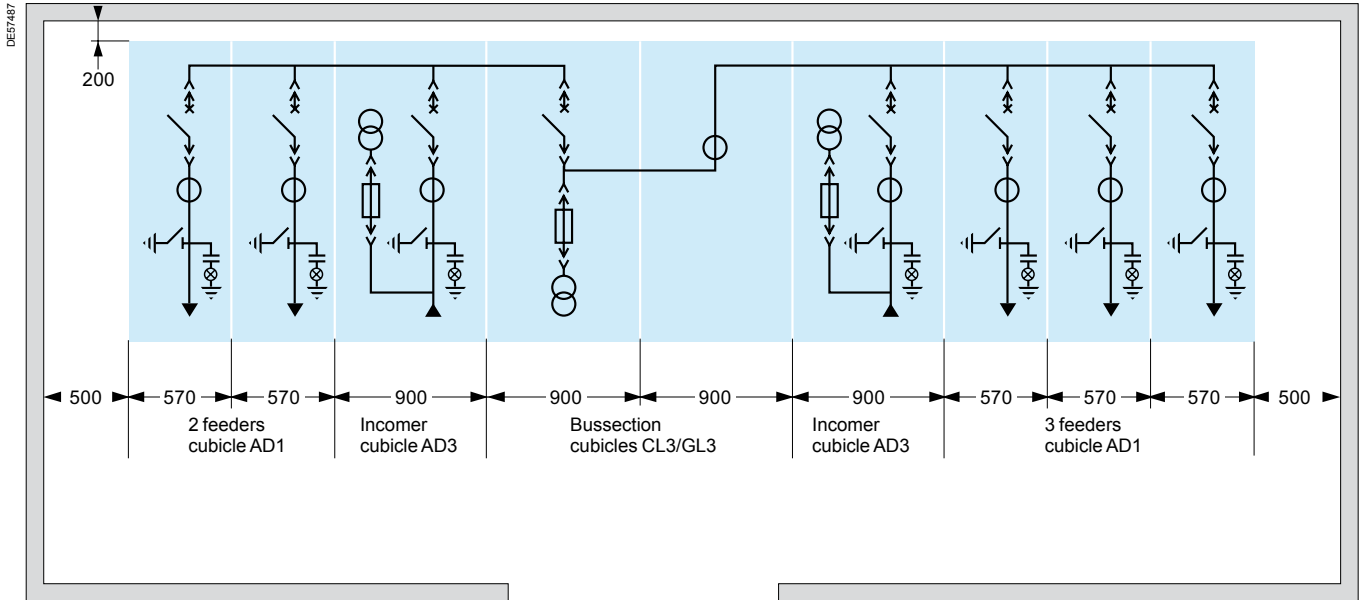 DE57487
200
500 570 570 900 900 900 900 570 570 570 500
2 feeders
cubicle AD1
Incomer
cubicle AD3
Bussection
cubicles CL3/GL3
Incomer
cubicle AD3
3 feeders
cubicle AD1